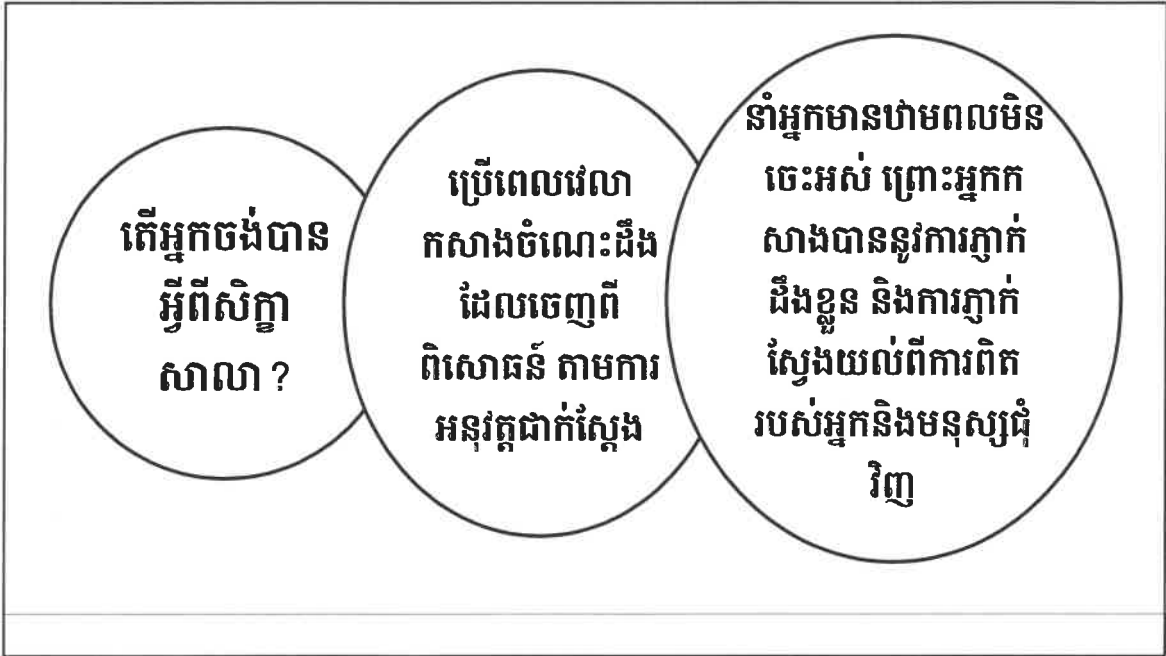 តើអ្នកចង់បាន
អ្វីពីសិក្ខា
សាលា ?
ប្រើពេលវេលា
កសាងចំណេះដឹង
ដែលចេញពី
ពិសោធន៍ តាមការ
អនុវត្តជាក់ស្តែង
នាំអ្នកមានឋាមពលមិន
ចេះអស់ ព្រោះអ្នកក
សាងបាននូវការភ្ញាក់
ដឹងខ្លួន និងការភ្ញាក់
ស្វែងយល់ពីការពិត
របស់អ្នកនិងមនុស្សជុំ
វិញ